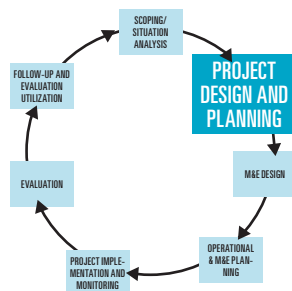 SCOPING/
SITUATION
ANALYSIS
PROJECT
DESIGN AND
PLANNING
M&E DESIGN
OPERATIONAL
& M&E PLAN-
NING
PROJECT IMPLE-
MENTATION AND
MONITORING
EVALUATION
FOLLOW-UP AND
EVALUATION
UTILIZATION